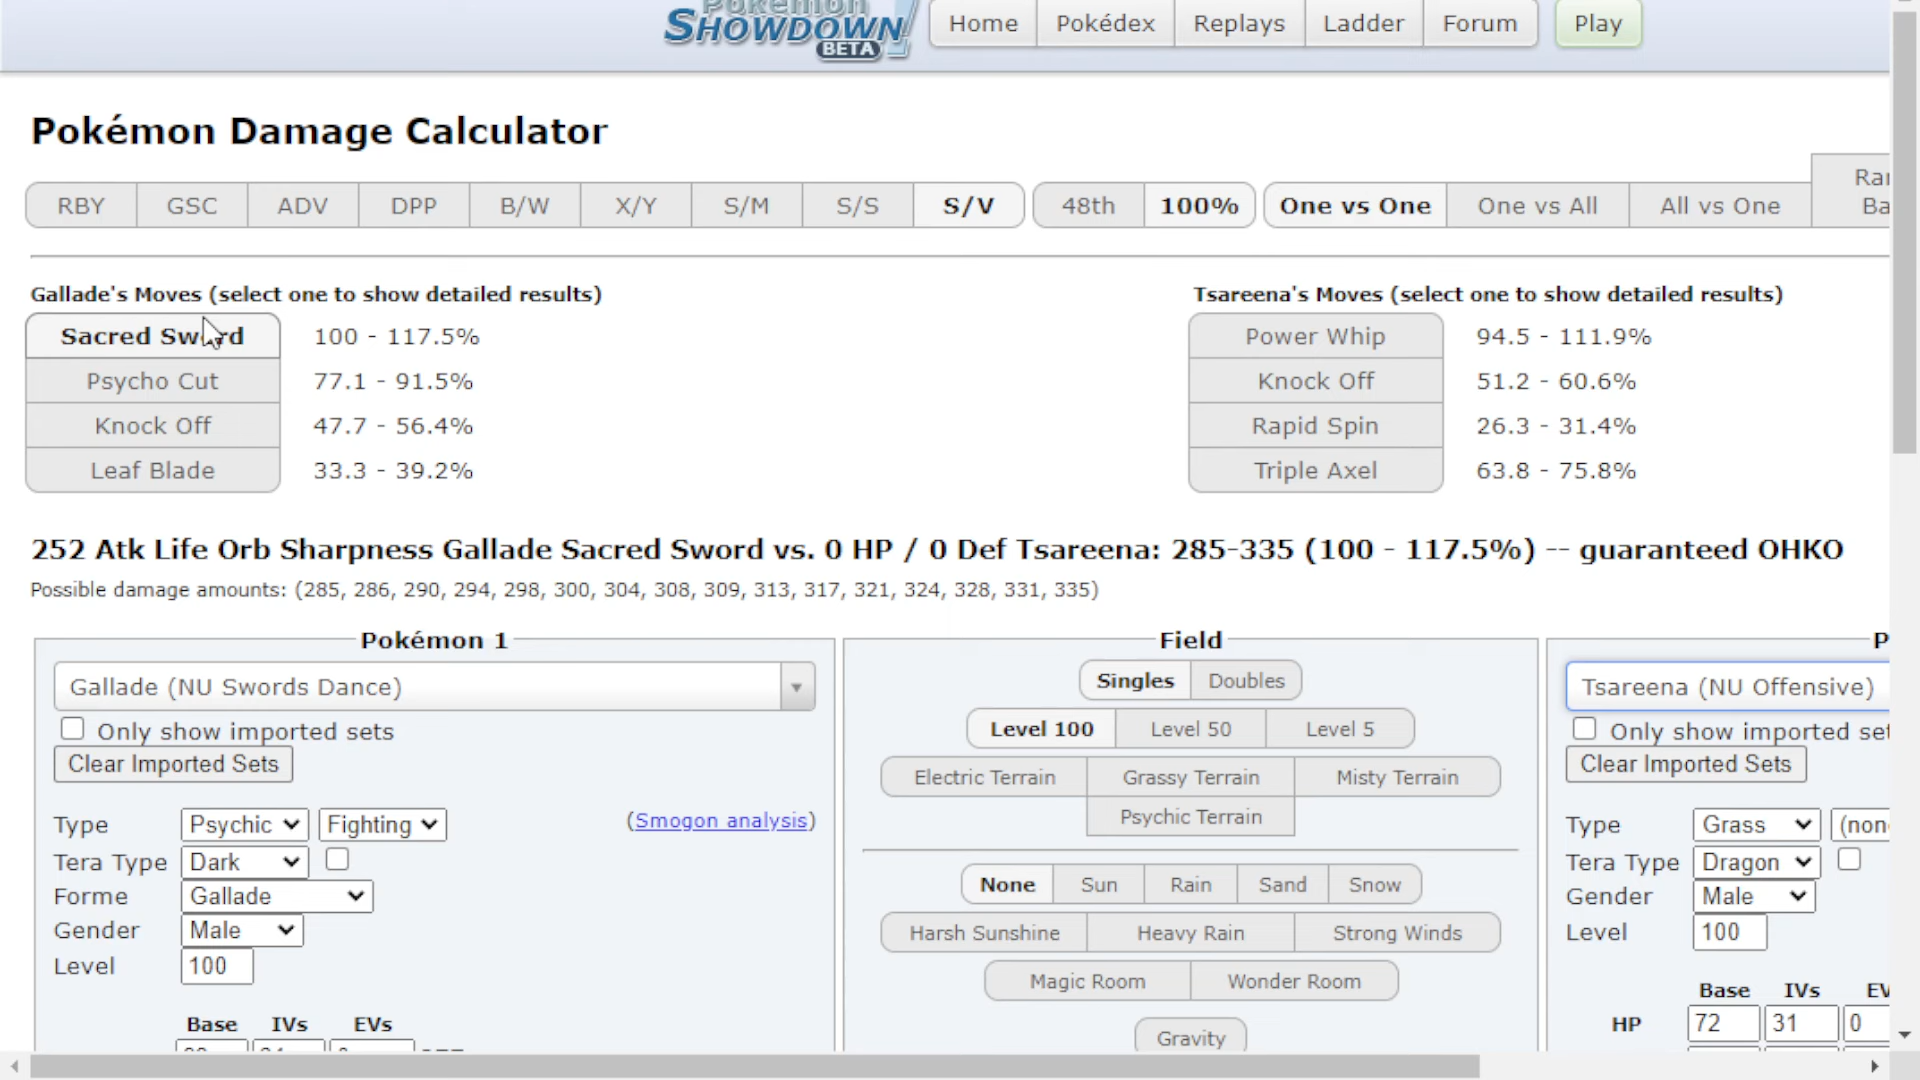 Pokémon
SHOWDOWN!
BETA
Home Pokédex Replays Ladder Forum Play
Pokémon Damage Calculator
RBY GSC ADV DPP B/W X/Y S/M S/S S/V 48th 100% One vs One One vs All All vs One
Gallade's Moves (select one to show detailed results)
Sacred Sword 100 - 117.5%
Psycho Cut 77.1 - 91.5%
Knock Off 47.7 - 56.4%
Leaf Blade 33.3 - 39.2%
Tsareena's Moves (select one to show detailed results)
Power Whip 94.5 - 111.9%
Knock Off 51.2 - 60.6%
Rapid Spin 26.3 - 31.4%
Triple Axel 63.8 - 75.8%
252 Atk Life Orb Sharpness Gallade Sacred Sword vs. 0 HP / 0 Def Tsareena: 285-335 (100 - 117.5%) -- guaranteed OHKO
Possible damage amounts: (285, 286, 290, 294, 298, 300, 304, 308, 309, 313, 317, 321, 324, 328, 331, 335)
Pokémon 1
Gallade (NU Swords Dance)
Only show imported sets
Clear Imported Sets
Type Psychic Fighting (Smogon analysis)
Tera Type Dark
Forme Gallade
Gender Male
Level 100
Base IVs EVs
Field
Singles Doubles
Level 100 Level 50 Level 5
Electric Terrain Grassy Terrain Misty Terrain
Psychic Terrain
None Sun Rain Sand Snow
Harsh Sunshine Heavy Rain Strong Winds
Magic Room Wonder Room
Gravity
Tsareena (NU Offensive)
Only show imported
Clear Imported Sets
Type Grass
Tera Type Dragon
Gender Male
Level 100
Base IVs
HP 72 31 0